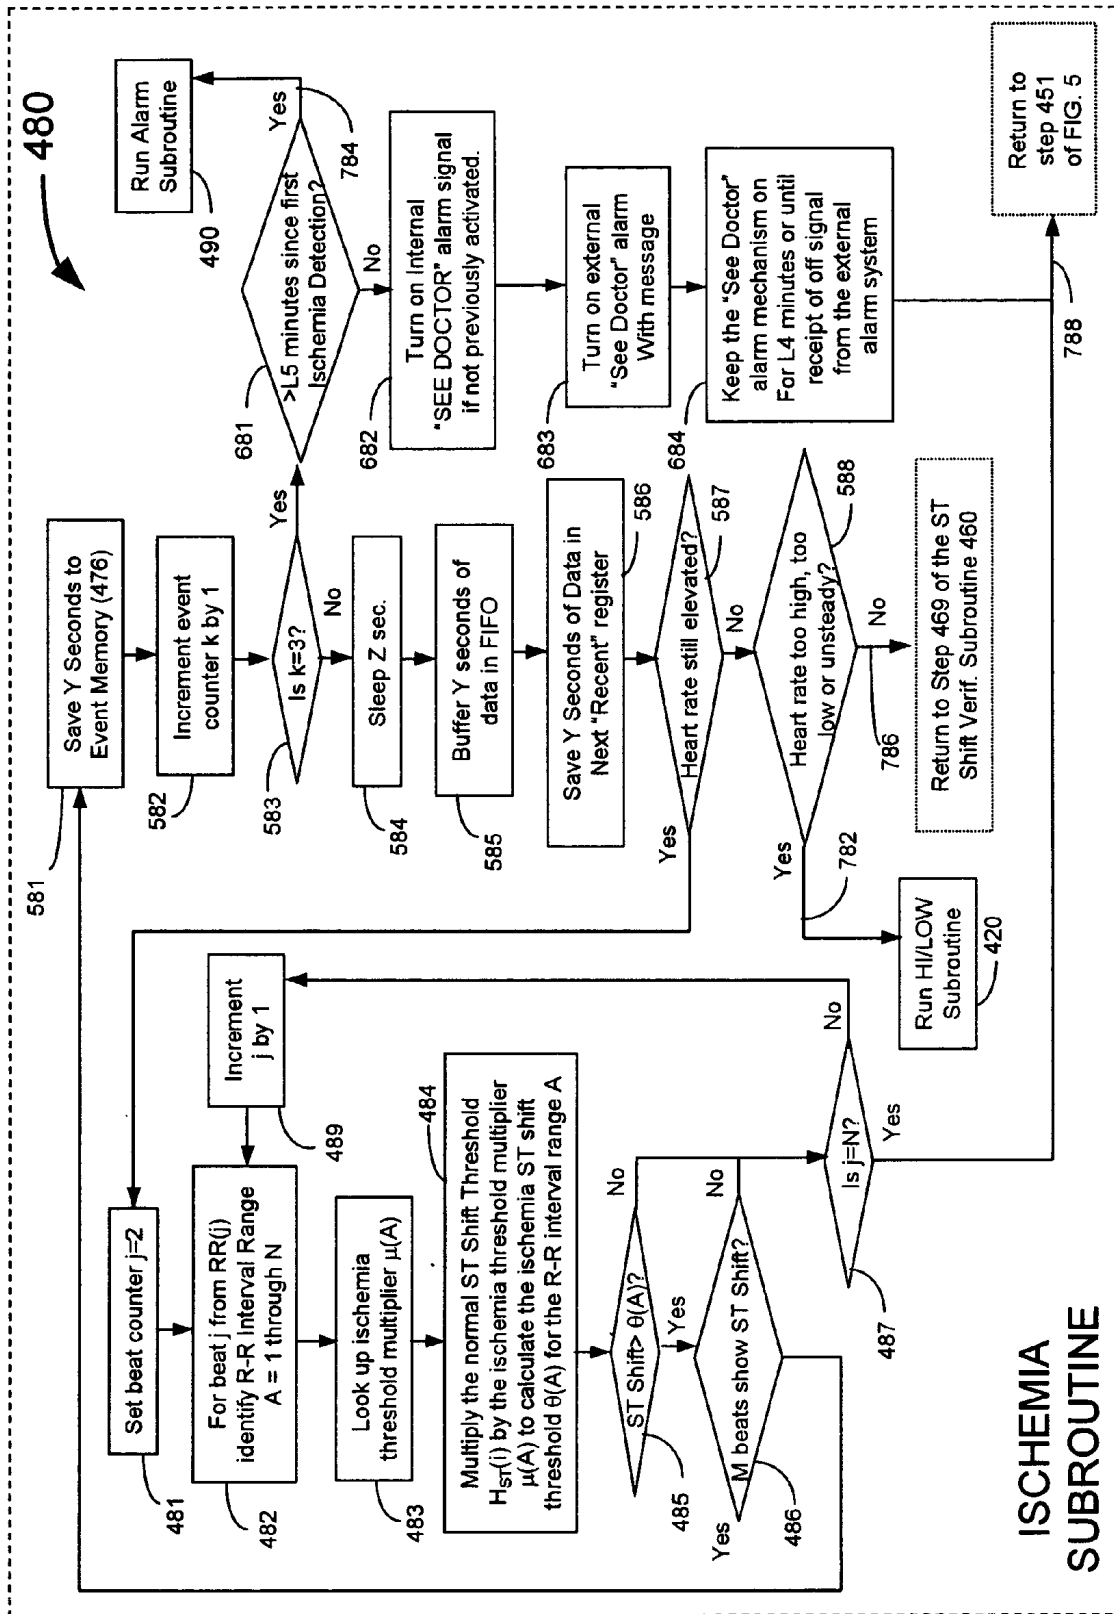 480
Set beat counter j=2
481
For beat j from RR(j)
identify R-R Interval Range
A = 1 through N
482
Increment
j by 1
489
Look up ischemia
threshold multiplier μ(A)
483
Multiply the normal ST Shift Threshold
HST(i) by the ischemia threshold multiplier
μ(A) to calculate the ischemia ST shift
threshold θ(A) for the R-R interval range A
484
ST Shift> θ(A)?
485
No
Yes
M beats show ST Shift?
486
No
Yes
Is j=N?
487
No
Yes
Save Y Seconds to
Event Memory (476)
581
Increment event
counter k by 1
582
Is k=3?
583
Yes
No
Sleep Z sec.
584
Buffer Y seconds of
data in FIFO
585
Save Y Seconds of Data in
Next “Recent” register
586
Heart rate still elevated?
587
Yes
No
Heart rate too high, too
low or unsteady?
588
Yes
782
No
786
Run HI/LOW
Subroutine
420
Return to Step 469 of the ST
Shift Verif. Subroutine 460
>L5 minutes since first
Ischemia Detection?
681
Yes
784
No
Run Alarm
Subroutine
490
Turn on Internal
“SEE DOCTOR” alarm signal
if not previously activated.
682
Turn on external
“See Doctor” alarm
With message
683
Keep the “See Doctor”
alarm mechanism on
For L4 minutes or until
receipt of off signal
from the external
alarm system
684
788
Return to
step 451
of FIG. 5
ISCHEMIA
SUBROUTINE